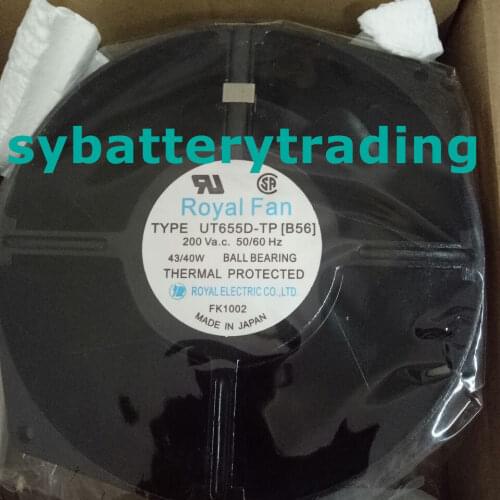 sybatterytrading
Royal Fan
TYPE UT655D-TP [B56]
200 Va.c. 50/60 Hz
43/40W BALL BEARING
THERMAL PROTECTED
ROYAL ELECTRIC CO.,LTD.
FK1002
MADE IN JAPAN